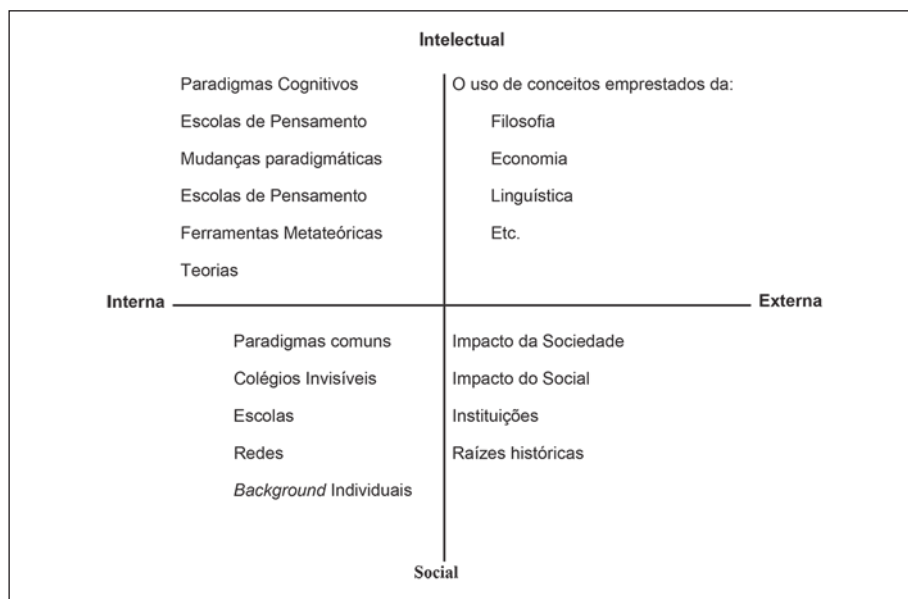 Intelectual
Paradigmas Cognitivos
Escolas de Pensamento
Mudanças paradigmáticas
Escolas de Pensamento
Ferramentas Metateóricas
Teorias
O uso de conceitos emprestados da:
Filosofia
Economia
Linguística
Etc.
Interna
Externa
Paradigmas comuns
Colégios Invisíveis
Escolas
Redes
Background Individuais
Impacto da Sociedade
Impacto do Social
Instituições
Raízes históricas
Social